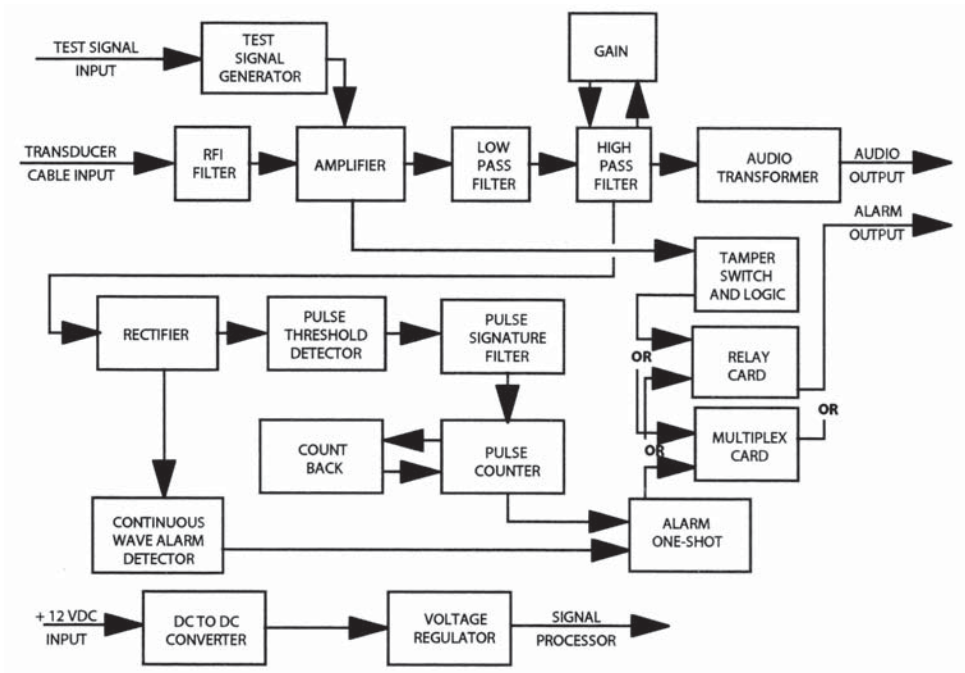 TEST SIGNAL
INPUT
TEST
SIGNAL
GENERATOR
GAIN
TRANSDUCER
CABLE INPUT
RFI
FILTER
AMPLIFIER
LOW
PASS
FILTER
HIGH
PASS
FILTER
AUDIO
TRANSFORMER
AUDIO
OUTPUT
ALARM
OUTPUT
TAMPER
SWITCH
AND LOGIC
RECTIFIER
PULSE
THRESHOLD
DETECTOR
PULSE
SIGNATURE
FILTER
OR
RELAY
CARD
OR
MULTIPLEX
CARD
OR
COUNT
BACK
PULSE
COUNTER
CONTINUOUS
WAVE ALARM
DETECTOR
ALARM
ONE-SHOT
+ 12 VDC
INPUT
DC TO DC
CONVERTER
VOLTAGE
REGULATOR
SIGNAL
PROCESSOR